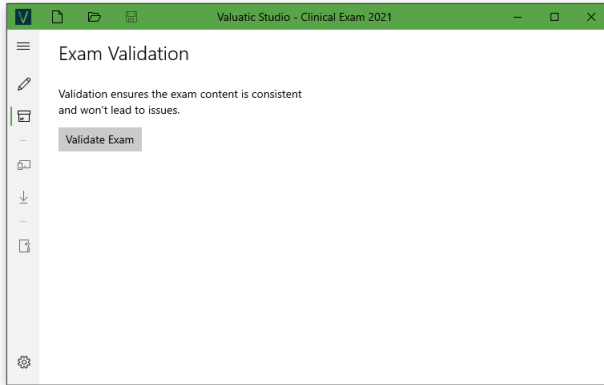 V
Valuatic Studio - Clinical Exam 2021
Exam Validation
Validation ensures the exam content is consistent
and won't lead to issues.
Validate Exam